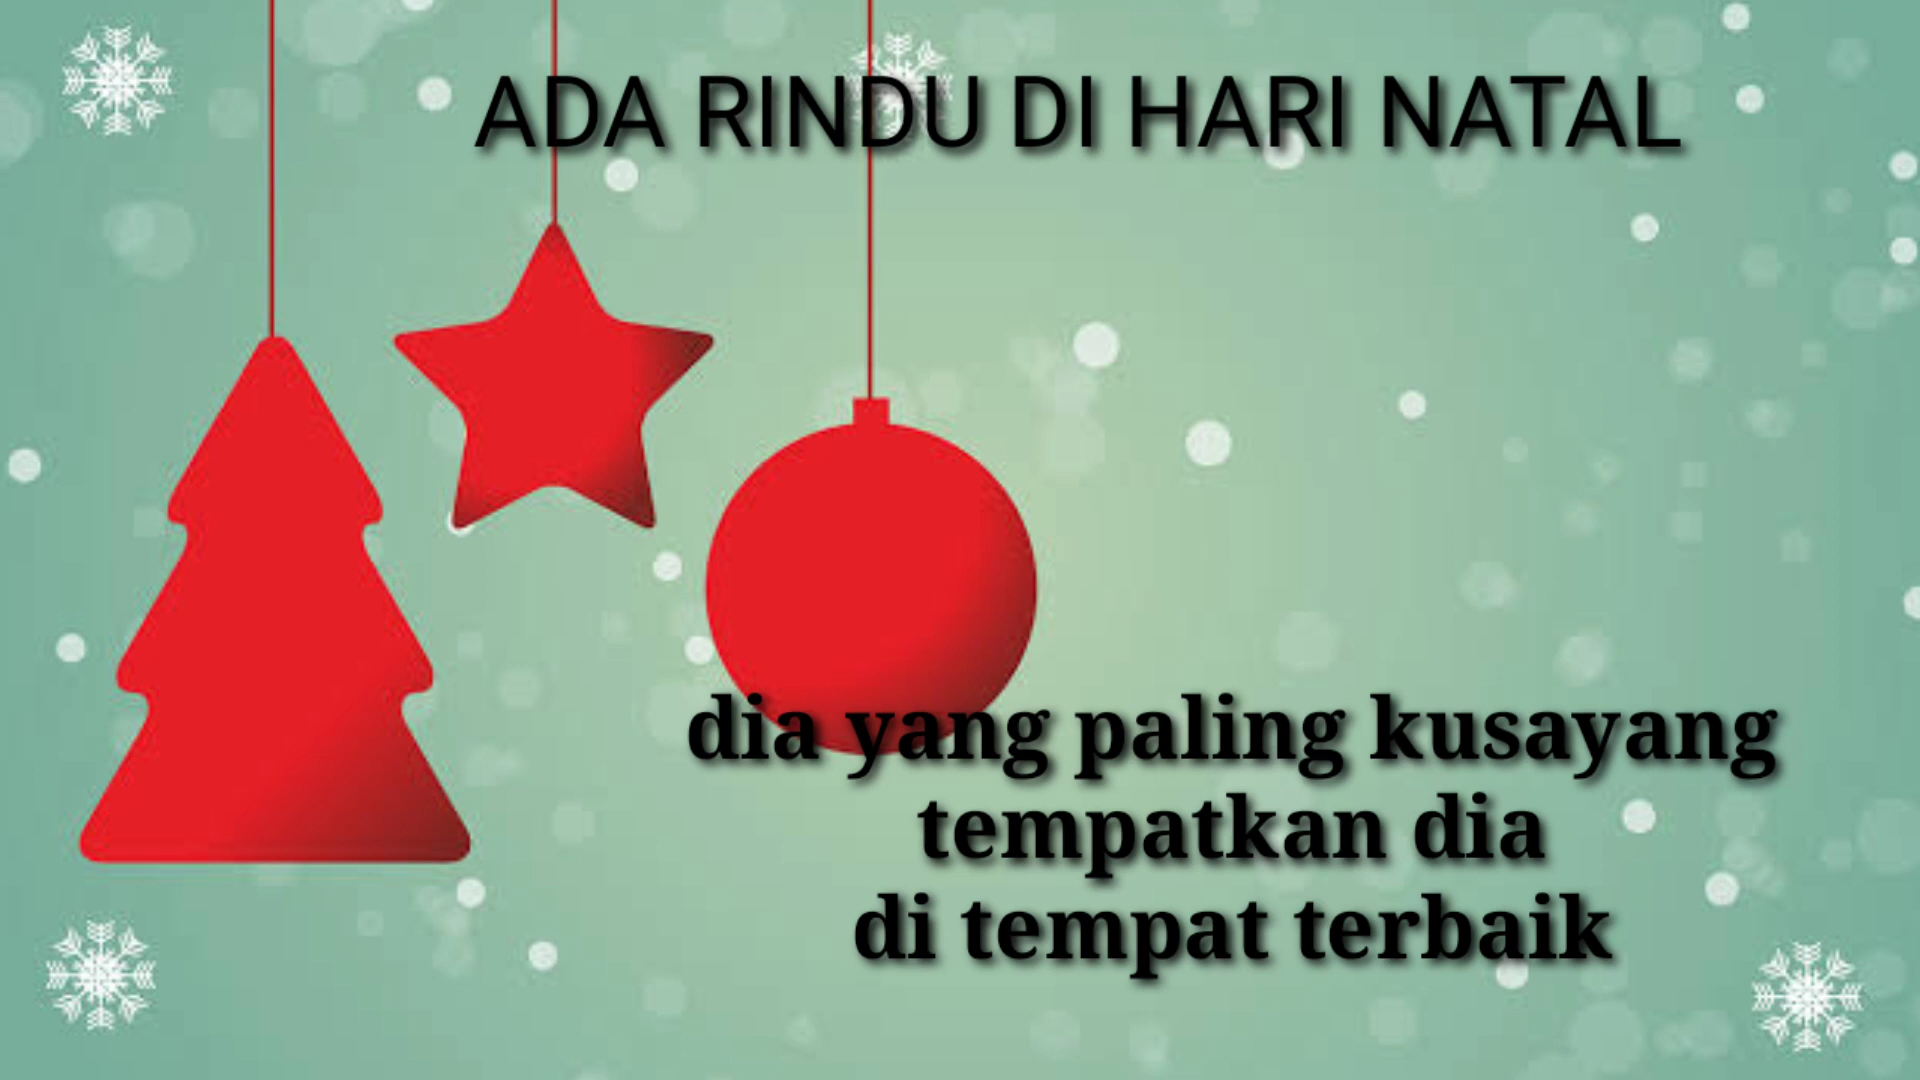 ADA RINDU DI HARI NATAL
dia yang paling kusayang
tempatkan dia
di tempat terbaik